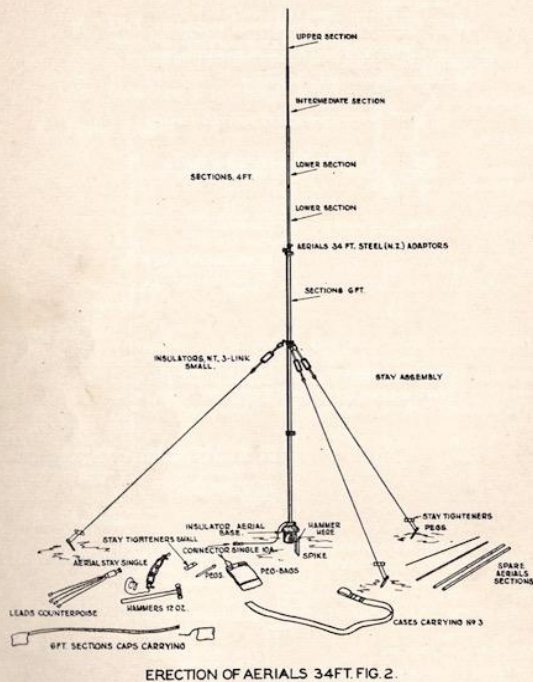 UPPER SECTION
INTERMEDIATE SECTION
LOWER SECTION
SECTIONS, 4FT.
LOWER SECTION
AERIALS 34 FT. STEEL (N.Z.) ADAPTORS
SECTIONS 6 FT.
INSULATORS, NT, 3-LINK
SMALL.
STAY ASSEMBLY
STAY TIGHTENERS
PEGS.
INSULATOR AERIAL
BASE.
HAMMER
HERE
STAY TIGHTENERS SMALL
CONNECTOR SINGLE 10A.
SPIKE
AERIAL STAY SINGLE
PEGS.
PEG-BAGS
SPARE
AERIALS
SECTIONS
LEADS COUNTERPOISE
HAMMERS 12 OZ.
CASES CARRYING Nº 3
6FT. SECTIONS CAPS CARRYING
ERECTION OF AERIALS 34FT. FIG. 2.